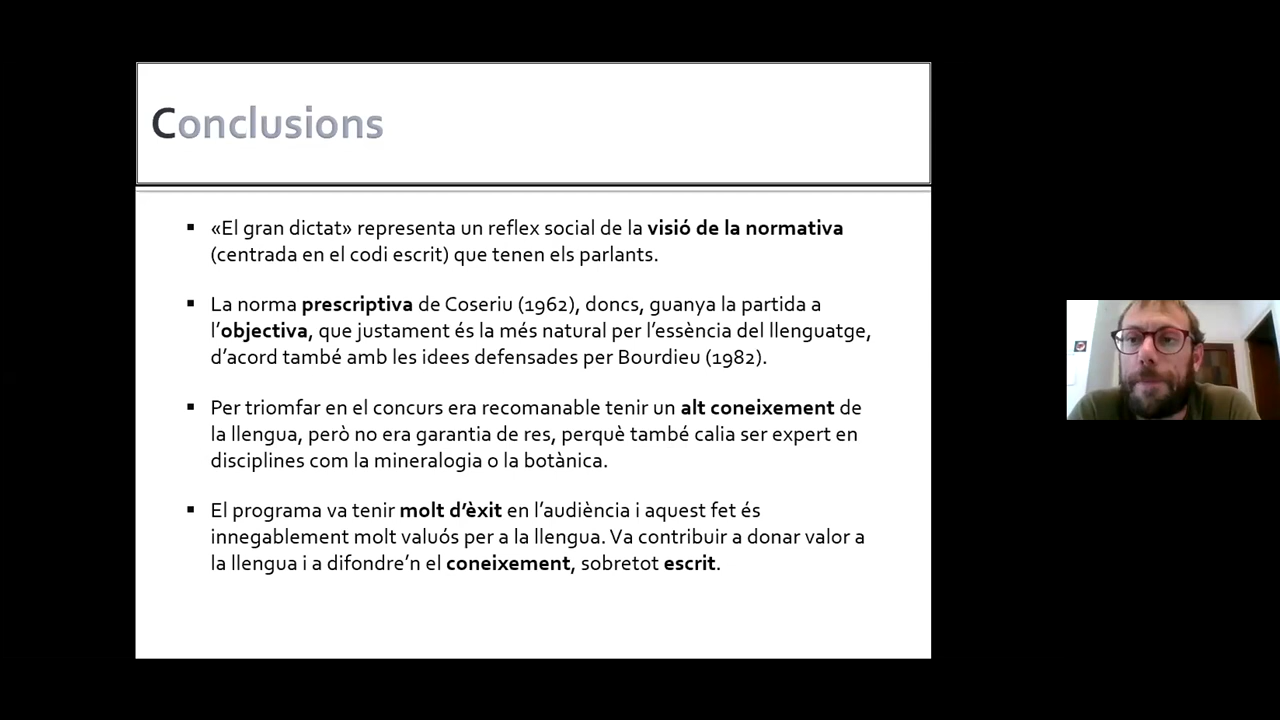 Conclusions
▪ «El gran dictat» representa un reflex social de la visió de la normativa
(centrada en el codi escrit) que tenen els parlants.
▪ La norma prescriptiva de Coseriu (1962), doncs, guanya la partida a
l’objectiva, que justament és la més natural per l’essència del llenguatge,
d’acord també amb les idees defensades per Bourdieu (1982).
▪ Per triomfar en el concurs era recomanable tenir un alt coneixement de
la llengua, però no era garantia de res, perquè també calia ser expert en
disciplines com la mineralogia o la botànica.
▪ El programa va tenir molt d’èxit en l’audiència i aquest fet és
innegablement molt valuós per a la llengua. Va contribuir a donar valor a
la llengua i a difondre’n el coneixement, sobretot escrit.